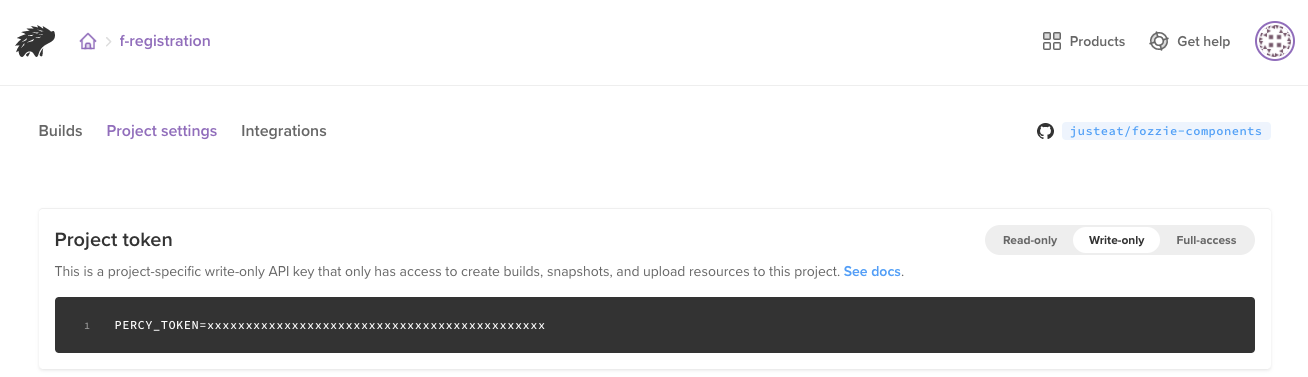 f-registration
Products
Get help
Builds
Project settings
Integrations
justeat/fozzie-components
Project token
Read-only
Write-only
Full-access
This is a project-specific write-only API key that only has access to create builds, snapshots, and upload resources to this project. See docs.
1 PERCY_TOKEN=xxxxxxxxxxxxxxxxxxxxxxxxxxxxxxxxxxxxxxxxxxxx